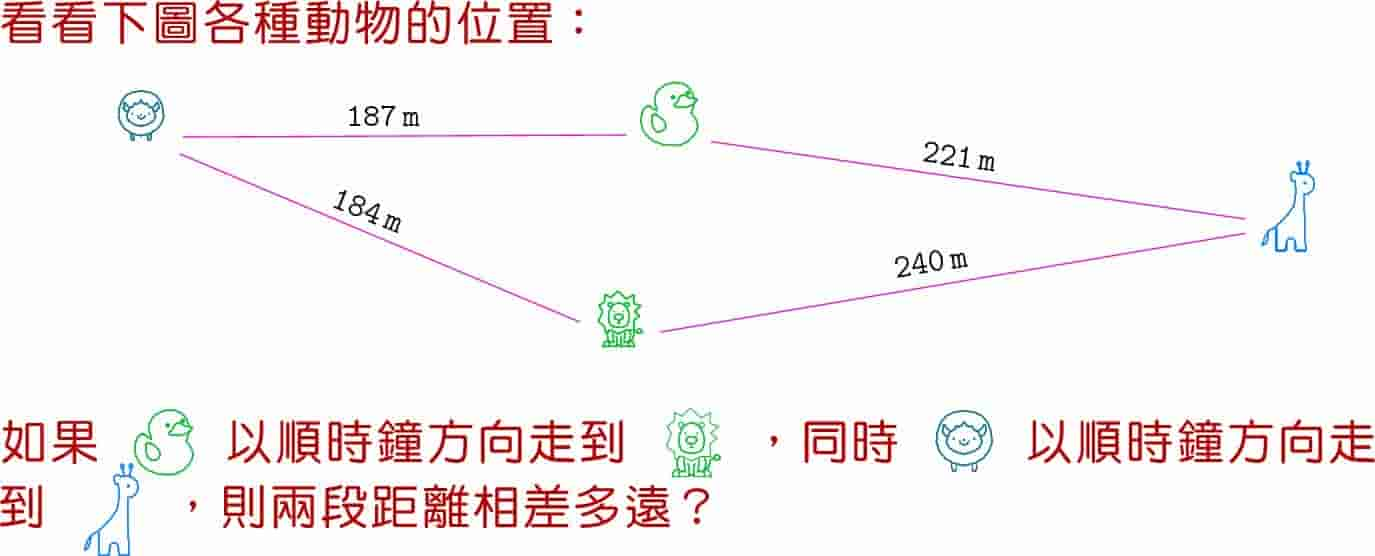 看看下圖各種動物的位置：
187 m
221 m
184 m
240 m
如果 以順時鐘方向走到 ，同時 以順時鐘方向走
到 ，則兩段距離相差多遠？